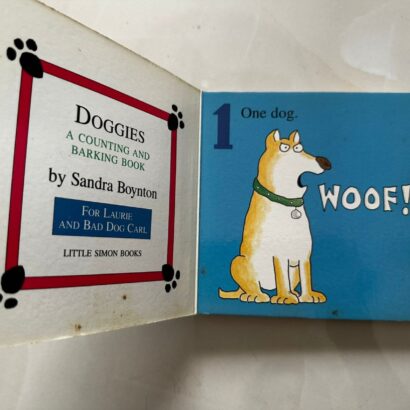 DOGGIES
A COUNTING AND
BARKING BOOK
by Sandra Boynton
FOR LAURIE
AND BAD DOG CARL
LITTLE SIMON BOOKS
1 One dog.
WOOF!